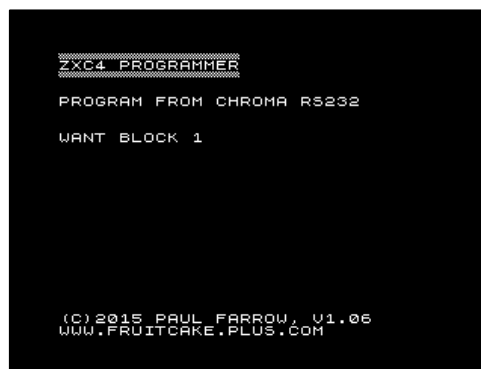 ZXC4 PROGRAMMER
PROGRAM FROM CHROMA RS232
WANT BLOCK 1
(C)2015 PAUL FARROW, V1.06
WWW.FRUITCAKE.PLUS.COM